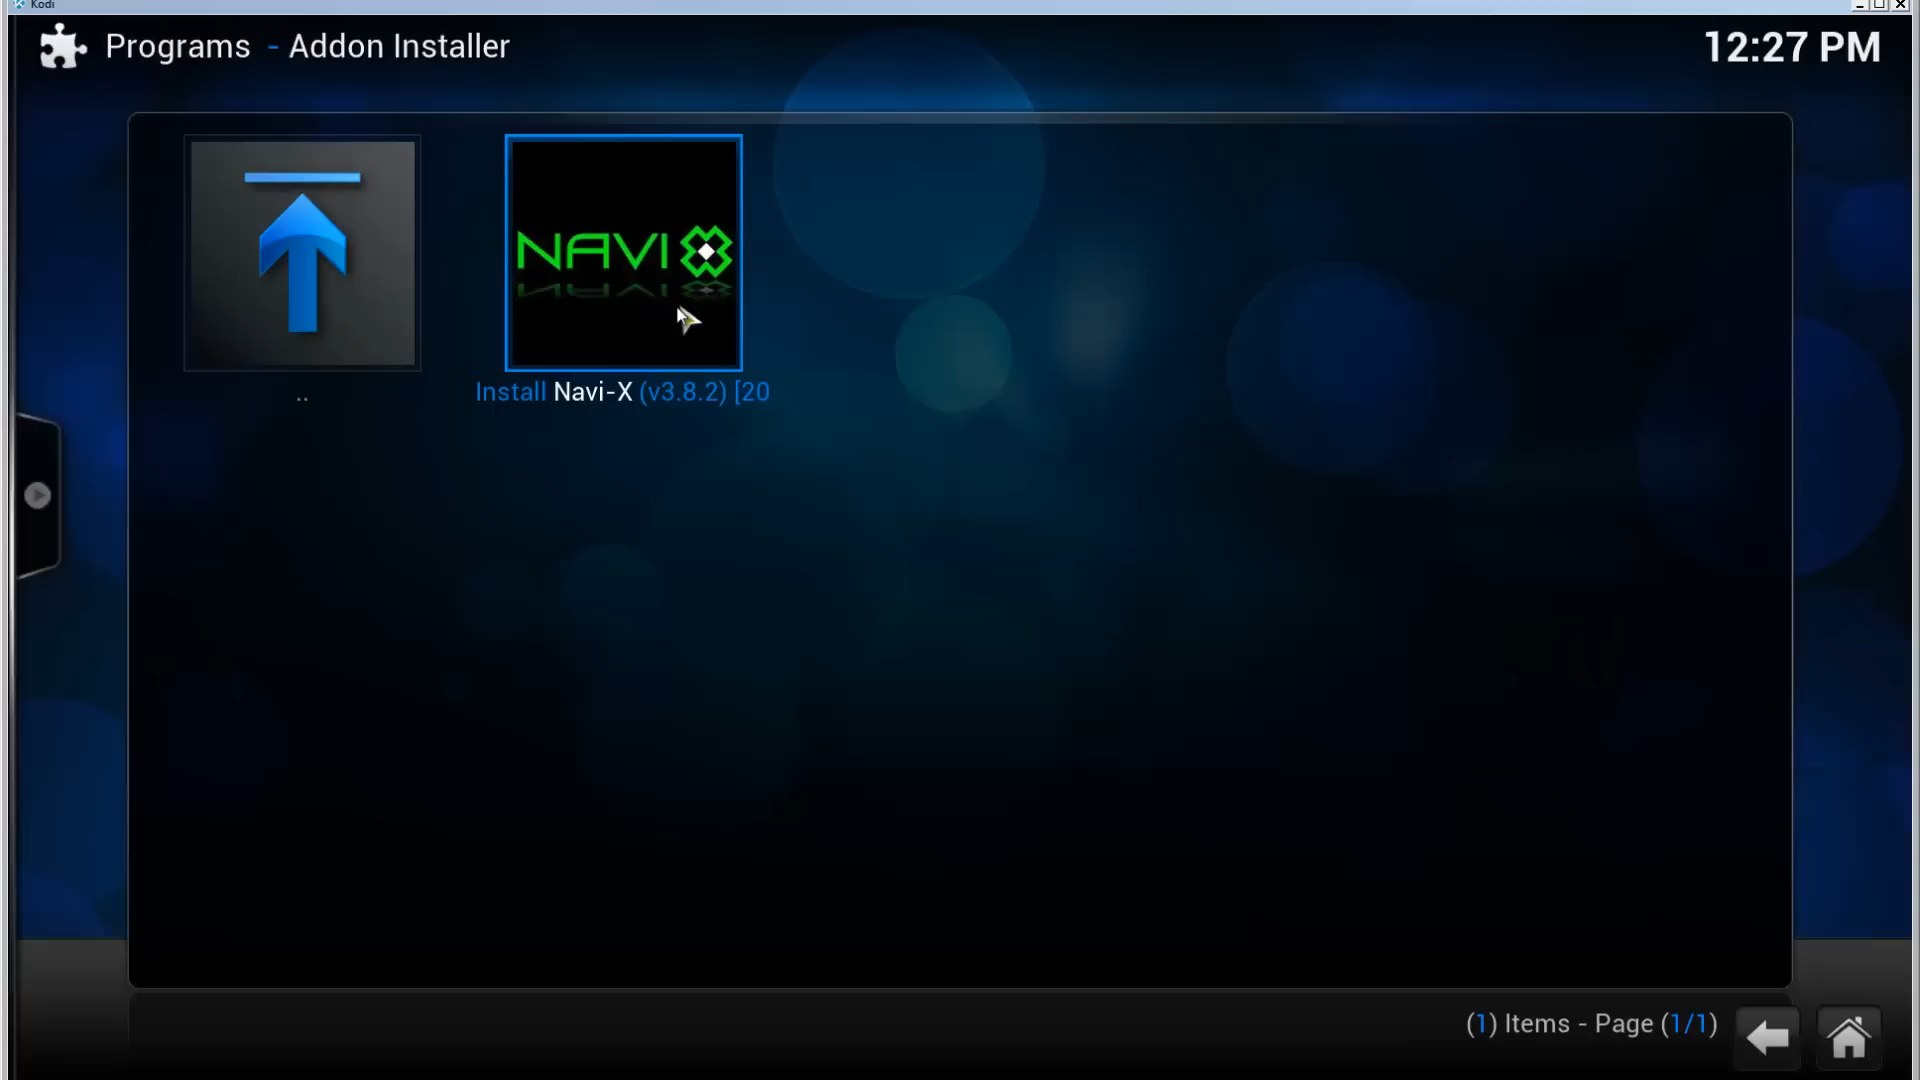 Kodi
Programs - Addon Installer
12:27 PM
NAVI X
..
Install Navi-X (v3.8.2) [20
(1) Items - Page (1/1)